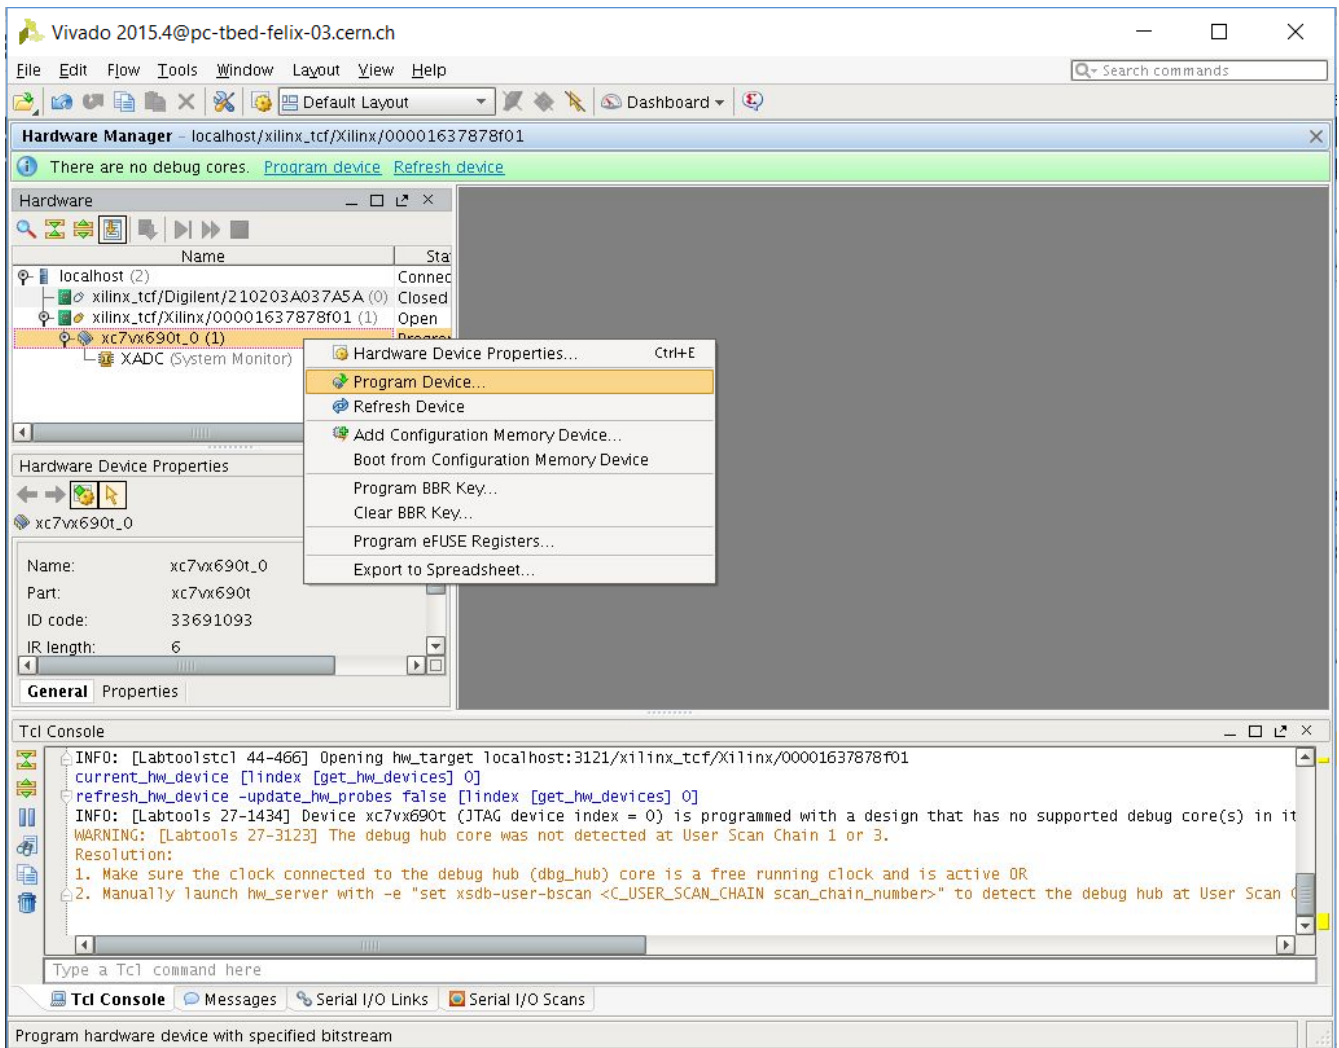 Vivado 2015.4@pc-tbed-felix-03.cern.ch
File Edit Flow Tools Window Layout View Help
Search commands
Default Layout
Dashboard
Hardware Manager - localhost/xilinx_tcf/Xilinx/00001637878f01
There are no debug cores. Program device Refresh device
Hardware
Name Sta
localhost (2) Connec
xilinx_tcf/Digilent/210203A037A5A (0) Closed
xilinx_tcf/Xilinx/00001637878f01 (1) Open
xc7vx690t_0 (1) Program
XADC (System Monitor)
Hardware Device Properties... Ctrl+E
Program Device...
Refresh Device
Add Configuration Memory Device...
Boot from Configuration Memory Device
Program BBR Key...
Clear BBR Key...
Program eFUSE Registers...
Export to Spreadsheet...
Hardware Device Properties
xc7vx690t_0
Name: xc7vx690t_0
Part: xc7vx690t
ID code: 33691093
IR length: 6
General Properties
Tcl Console
INFO: [Labtoolstcl 44-466] Opening hw_target localhost:3121/xilinx_tcf/Xilinx/00001637878f01
current_hw_device [lindex [get_hw_devices] 0]
refresh_hw_device -update_hw_probes false [lindex [get_hw_devices] 0]
INFO: [Labtools 27-1434] Device xc7vx690t (JTAG device index = 0) is programmed with a design that has no supported debug core(s) in it
WARNING: [Labtools 27-3123] The debug hub core was not detected at User Scan Chain 1 or 3.
Resolution:
1. Make sure the clock connected to the debug hub (dbg_hub) core is a free running clock and is active OR
2. Manually launch hw_server with -e "set xsdb-user-bscan <C_USER_SCAN_CHAIN scan_chain_number>" to detect the debug hub at User Scan C
Type a Tcl command here
Tcl Console Messages Serial I/O Links Serial I/O Scans
Program hardware device with specified bitstream